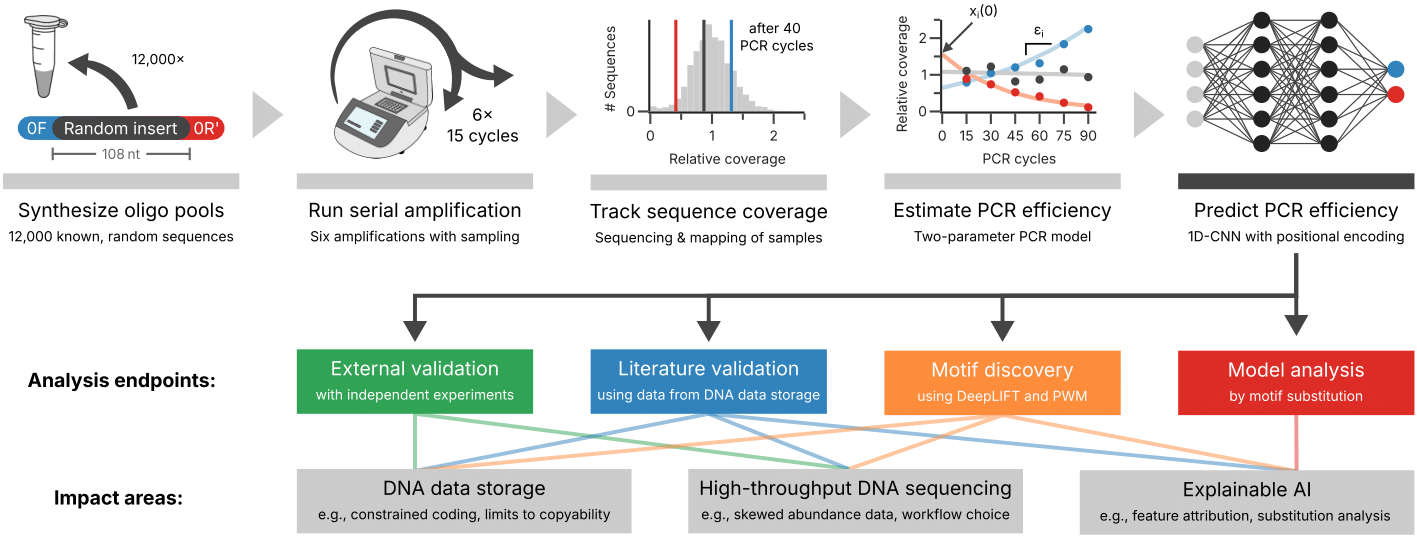 12,000×
0F Random insert 0R'
108 nt
Synthesize oligo pools
12,000 known, random sequences
6×
15 cycles
Run serial amplification
Six amplifications with sampling
# Sequences
after 40
PCR cycles
0
0 1 2
Relative coverage
Track sequence coverage
Sequencing & mapping of samples
Relative coverage
xᵢ(0)
εᵢ
2
1
0
0 15 30 45 60 75 90
PCR cycles
Estimate PCR efficiency
Two-parameter PCR model
Predict PCR efficiency
1D-CNN with positional encoding
Analysis endpoints:
External validation
with independent experiments
Literature validation
using data from DNA data storage
Motif discovery
using DeepLIFT and PWM
Model analysis
by motif substitution
Impact areas:
DNA data storage
e.g., constrained coding, limits to copyability
High-throughput DNA sequencing
e.g., skewed abundance data, workflow choice
Explainable AI
e.g., feature attribution, substitution analysis